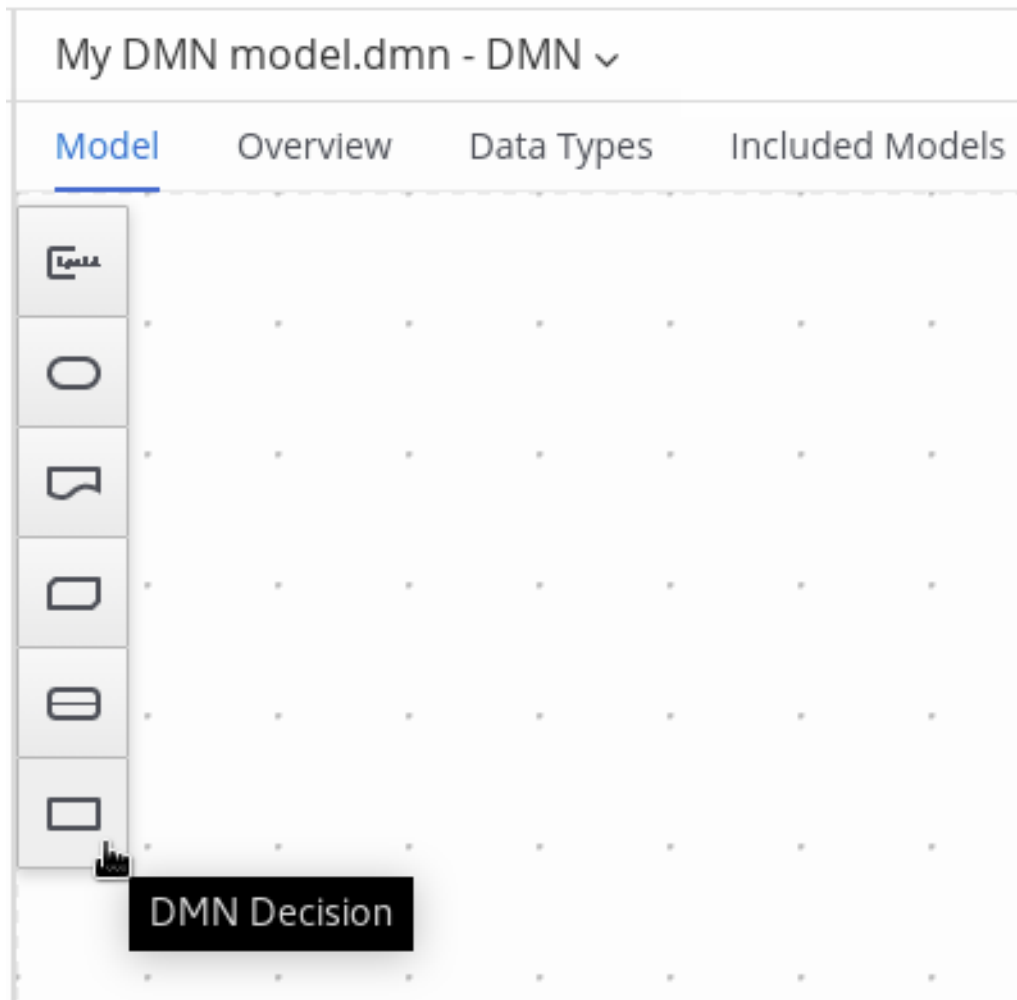 My DMN model.dmn - DMN
Model Overview Data Types Included Models
DMN Decision